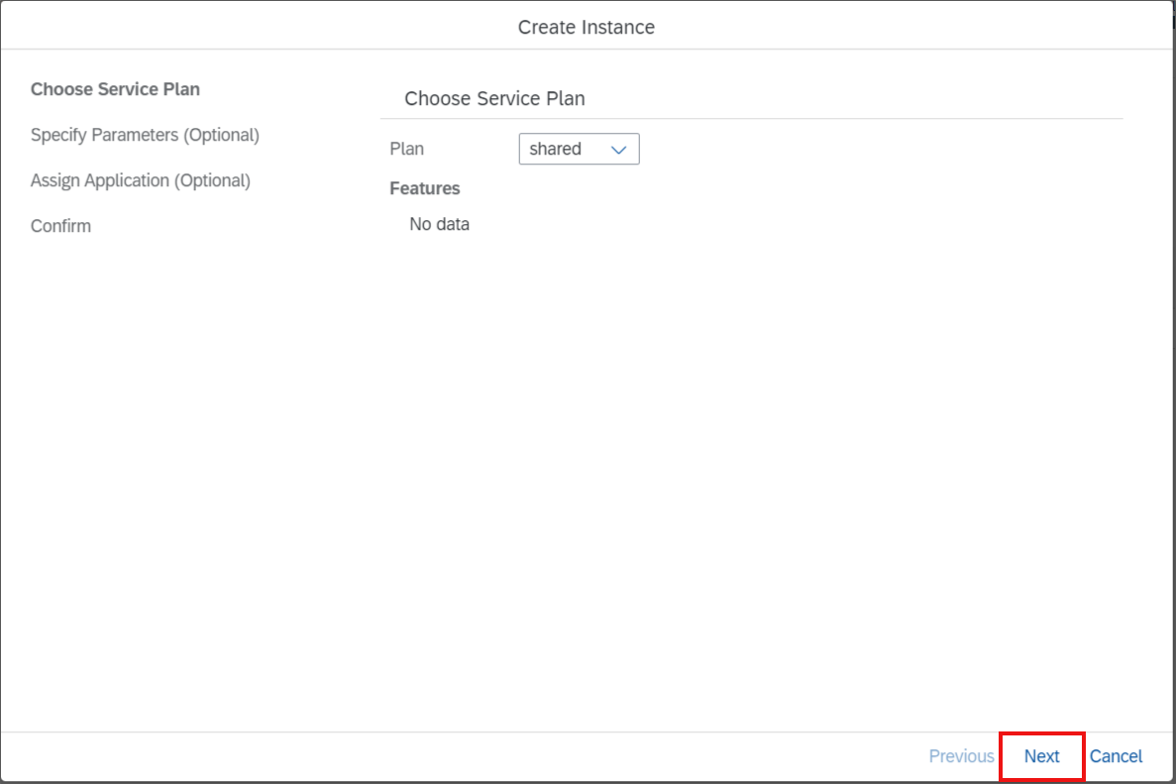 Create Instance
Choose Service Plan
Specify Parameters (Optional)
Assign Application (Optional)
Confirm
Choose Service Plan
Plan
shared
Features
No data
Previous
Next
Cancel